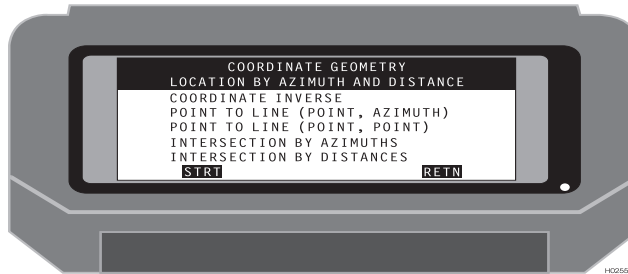 COORDINATE GEOMETRY
LOCATION BY AZIMUTH AND DISTANCE
COORDINATE INVERSE
POINT TO LINE (POINT, AZIMUTH)
POINT TO LINE (POINT, POINT)
INTERSECTION BY AZIMUTHS
INTERSECTION BY DISTANCES
STRT RETN
HO255